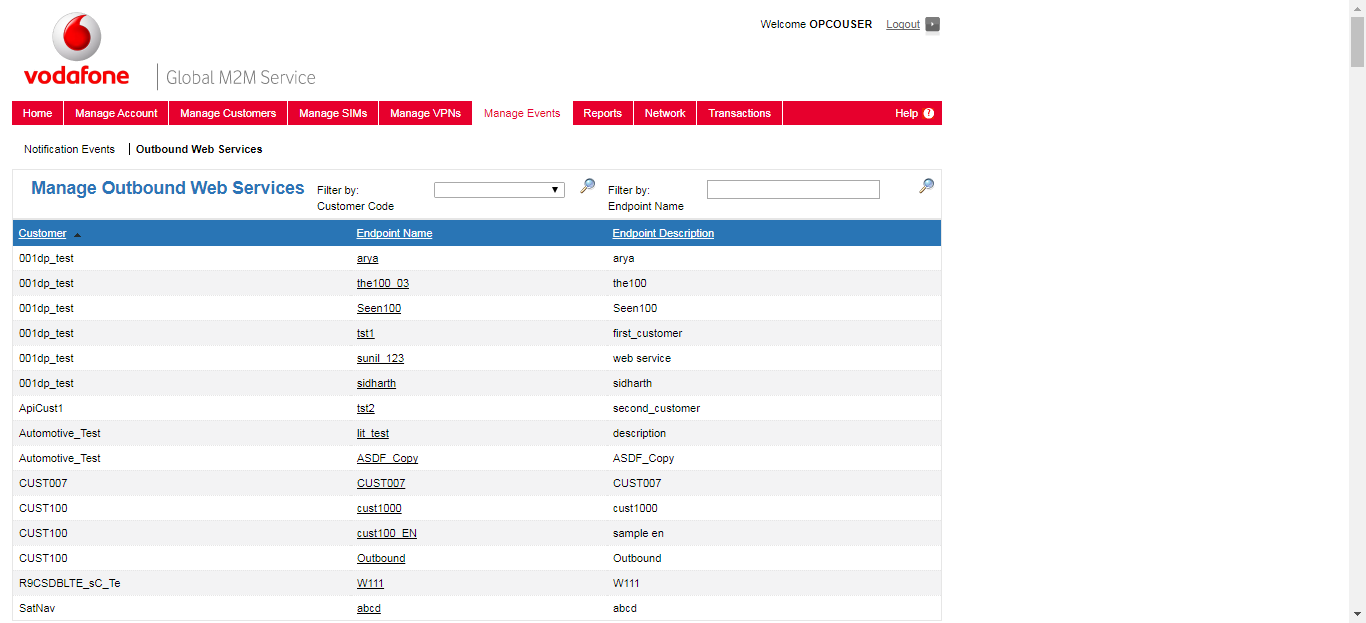 Welcome OPCOUSER Logout
vodafone Global M2M Service
Home Manage Account Manage Customers Manage SIMs Manage VPNs Manage Events Reports Network Transactions Help ?
Notification Events Outbound Web Services
Manage Outbound Web Services Filter by: Filter by:
Customer Code Endpoint Name
Customer Endpoint Name Endpoint Description
001dp_test arya arya
001dp_test the100_03 the100
001dp_test Seen100 Seen100
001dp_test tst1 first_customer
001dp_test sunil_123 web service
001dp_test sidharth sidharth
ApiCust1 tst2 second_customer
Automotive_Test lit_test description
Automotive_Test ASDF_Copy ASDF_Copy
CUST007 CUST007 CUST007
CUST100 cust1000 cust1000
CUST100 cust100_EN sample en
CUST100 Outbound Outbound
R9CSDBLTE_sC_Te W111 W111
SatNav abcd abcd